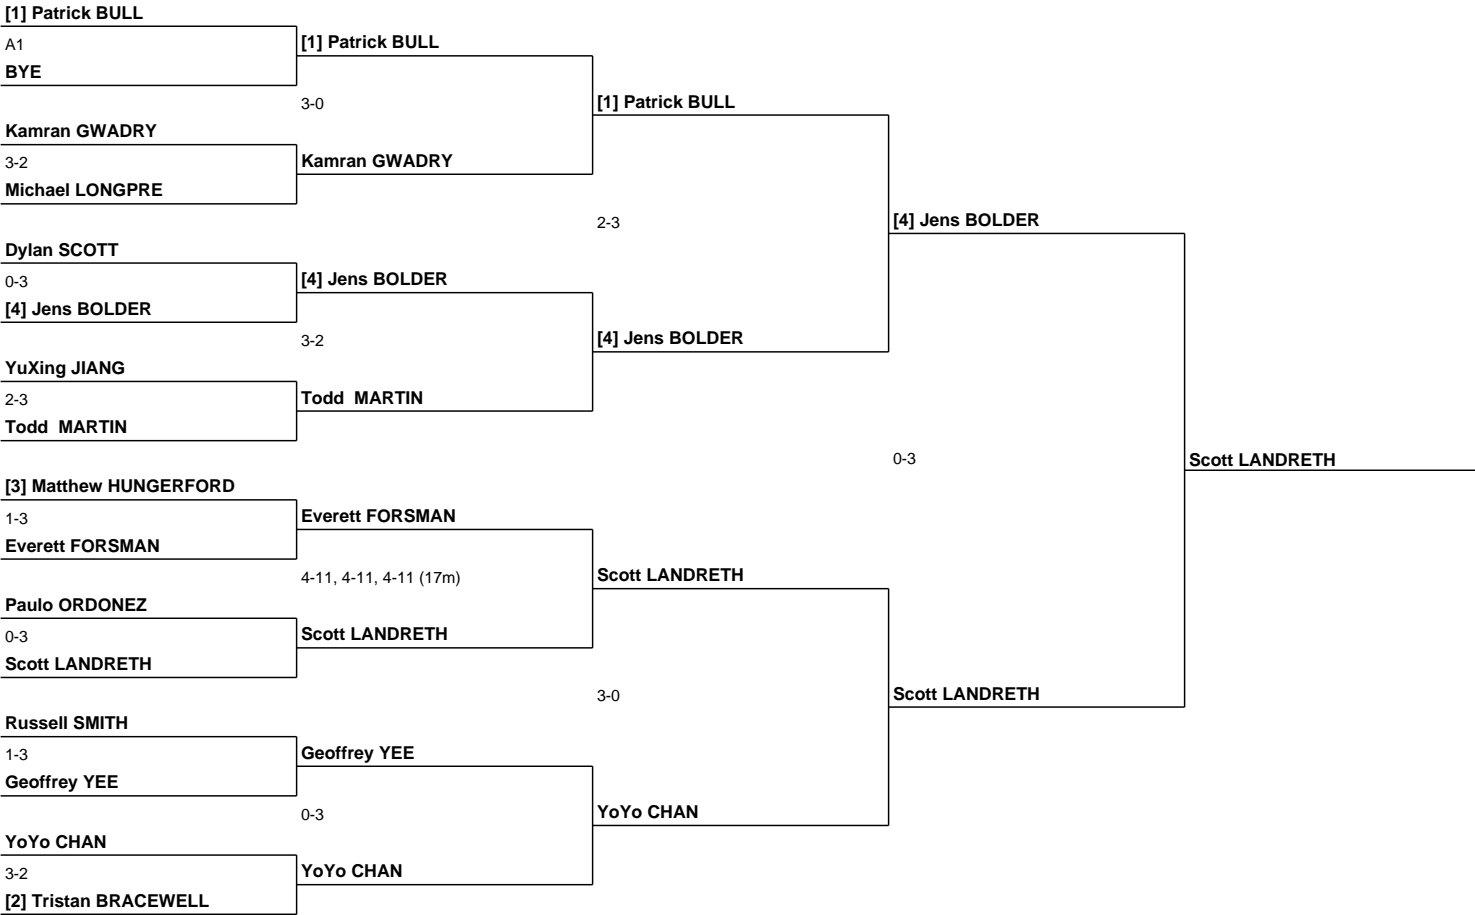 [1] Patrick BULL
A1
BYE
Kamran GWADRY
3-2
Michael LONGPRE
Dylan SCOTT
0-3
[4] Jens BOLDER
YuXing JIANG
2-3
Todd  MARTIN
[3] Matthew HUNGERFORD
1-3
Everett FORSMAN
Paulo ORDONEZ
0-3
Scott LANDRETH
Russell SMITH
1-3
Geoffrey YEE
YoYo CHAN
3-2
[2] Tristan BRACEWELL
[1] Patrick BULL
3-0
Kamran GWADRY
[4] Jens BOLDER
3-2
Todd  MARTIN
Everett FORSMAN
4-11, 4-11, 4-11 (17m)
Scott LANDRETH
Geoffrey YEE
0-3
YoYo CHAN
[1] Patrick BULL
2-3
[4] Jens BOLDER
Scott LANDRETH
3-0
YoYo CHAN
[4] Jens BOLDER
0-3
Scott LANDRETH
Scott LANDRETH